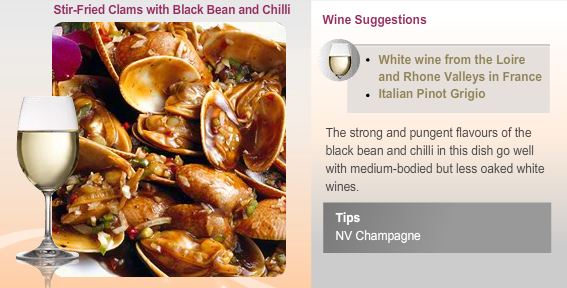 Stir-Fried Clams with Black Bean and Chilli
Wine Suggestions
• White wine from the Loire
and Rhone Valleys in France
• Italian Pinot Grigio
The strong and pungent flavours of the
black bean and chilli in this dish go well
with medium-bodied but less oaked white
wines.
Tips
NV Champagne